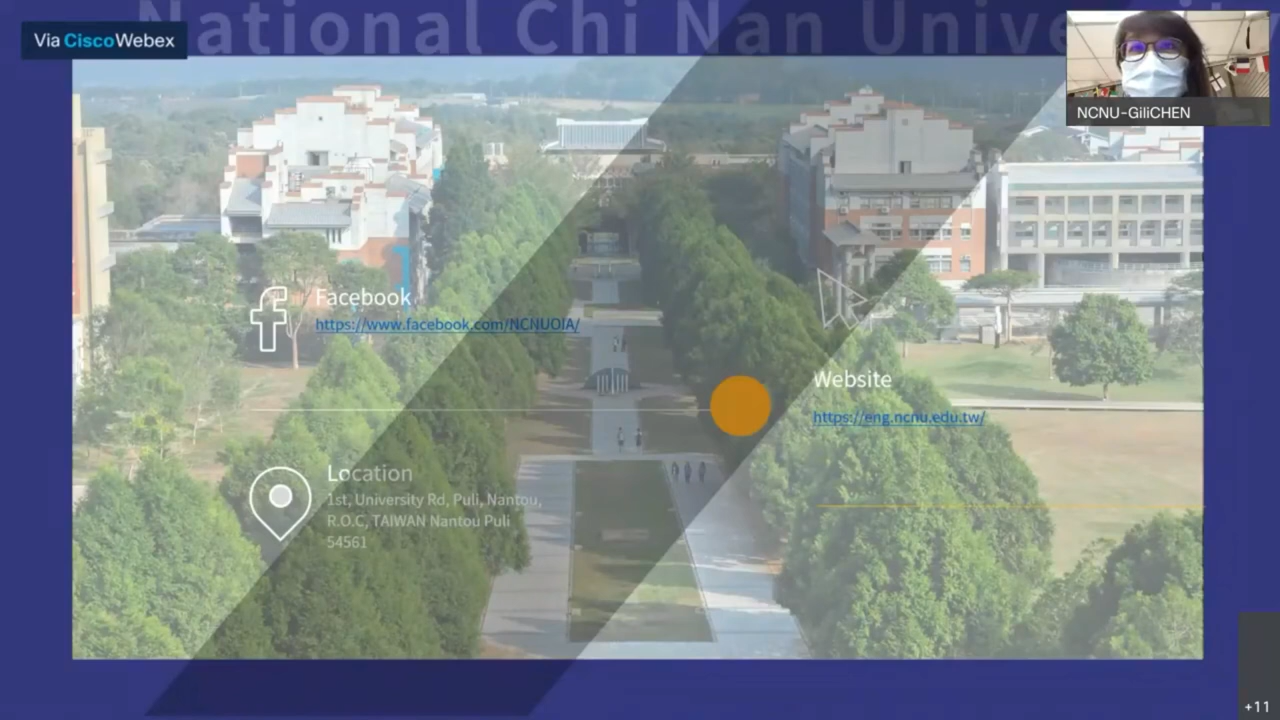 National Chi Nan University
Via CiscoWebex
NCNU-GiliCHEN
Facebook
https://www.facebook.com/NCNUOIA/
Website
https://eng.ncnu.edu.tw/
Location
1st, University Rd, Puli, Nantou,
R.O.C, TAIWAN Nantou Puli
54561
+11